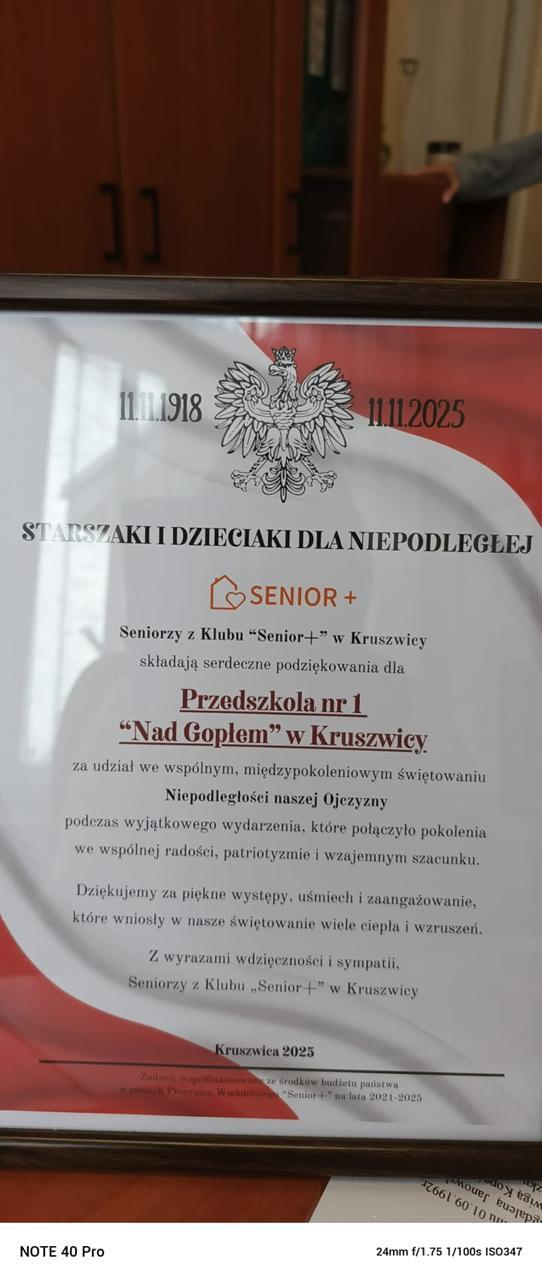 11.11.1918 11.11.2025
STARSZAKI I DZIECIAKI DLA NIEPODLEGŁEJ
SENIOR +
Seniorzy z Klubu “Senior+” w Kruszwicy
składają serdeczne podziękowania dla
Przedszkola nr 1
“Nad Gopłem” w Kruszwicy
za udział we wspólnym, międzypokoleniowym świętowaniu
Niepodległości naszej Ojczyzny
podczas wyjątkowego wydarzenia, które połączyło pokolenia
we wspólnej radości, patriotyzmie i wzajemnym szacunku.
Dziękujemy za piękne występy, uśmiech i zaangażowanie,
które wniosły w nasze świętowanie wiele ciepła i wzruszeń.
Z wyrazami wdzięczności i sympatii,
Seniorzy z Klubu „Senior+” w Kruszwicy
Kruszwica 2025
Zadanie współfinansowane ze środków budżetu państwa
w ramach Programu Wieloletniego “Senior+” na lata 2021-2025
01.09.1992r
NOTE 40 Pro
24mm f/1.75 1/100s ISO347